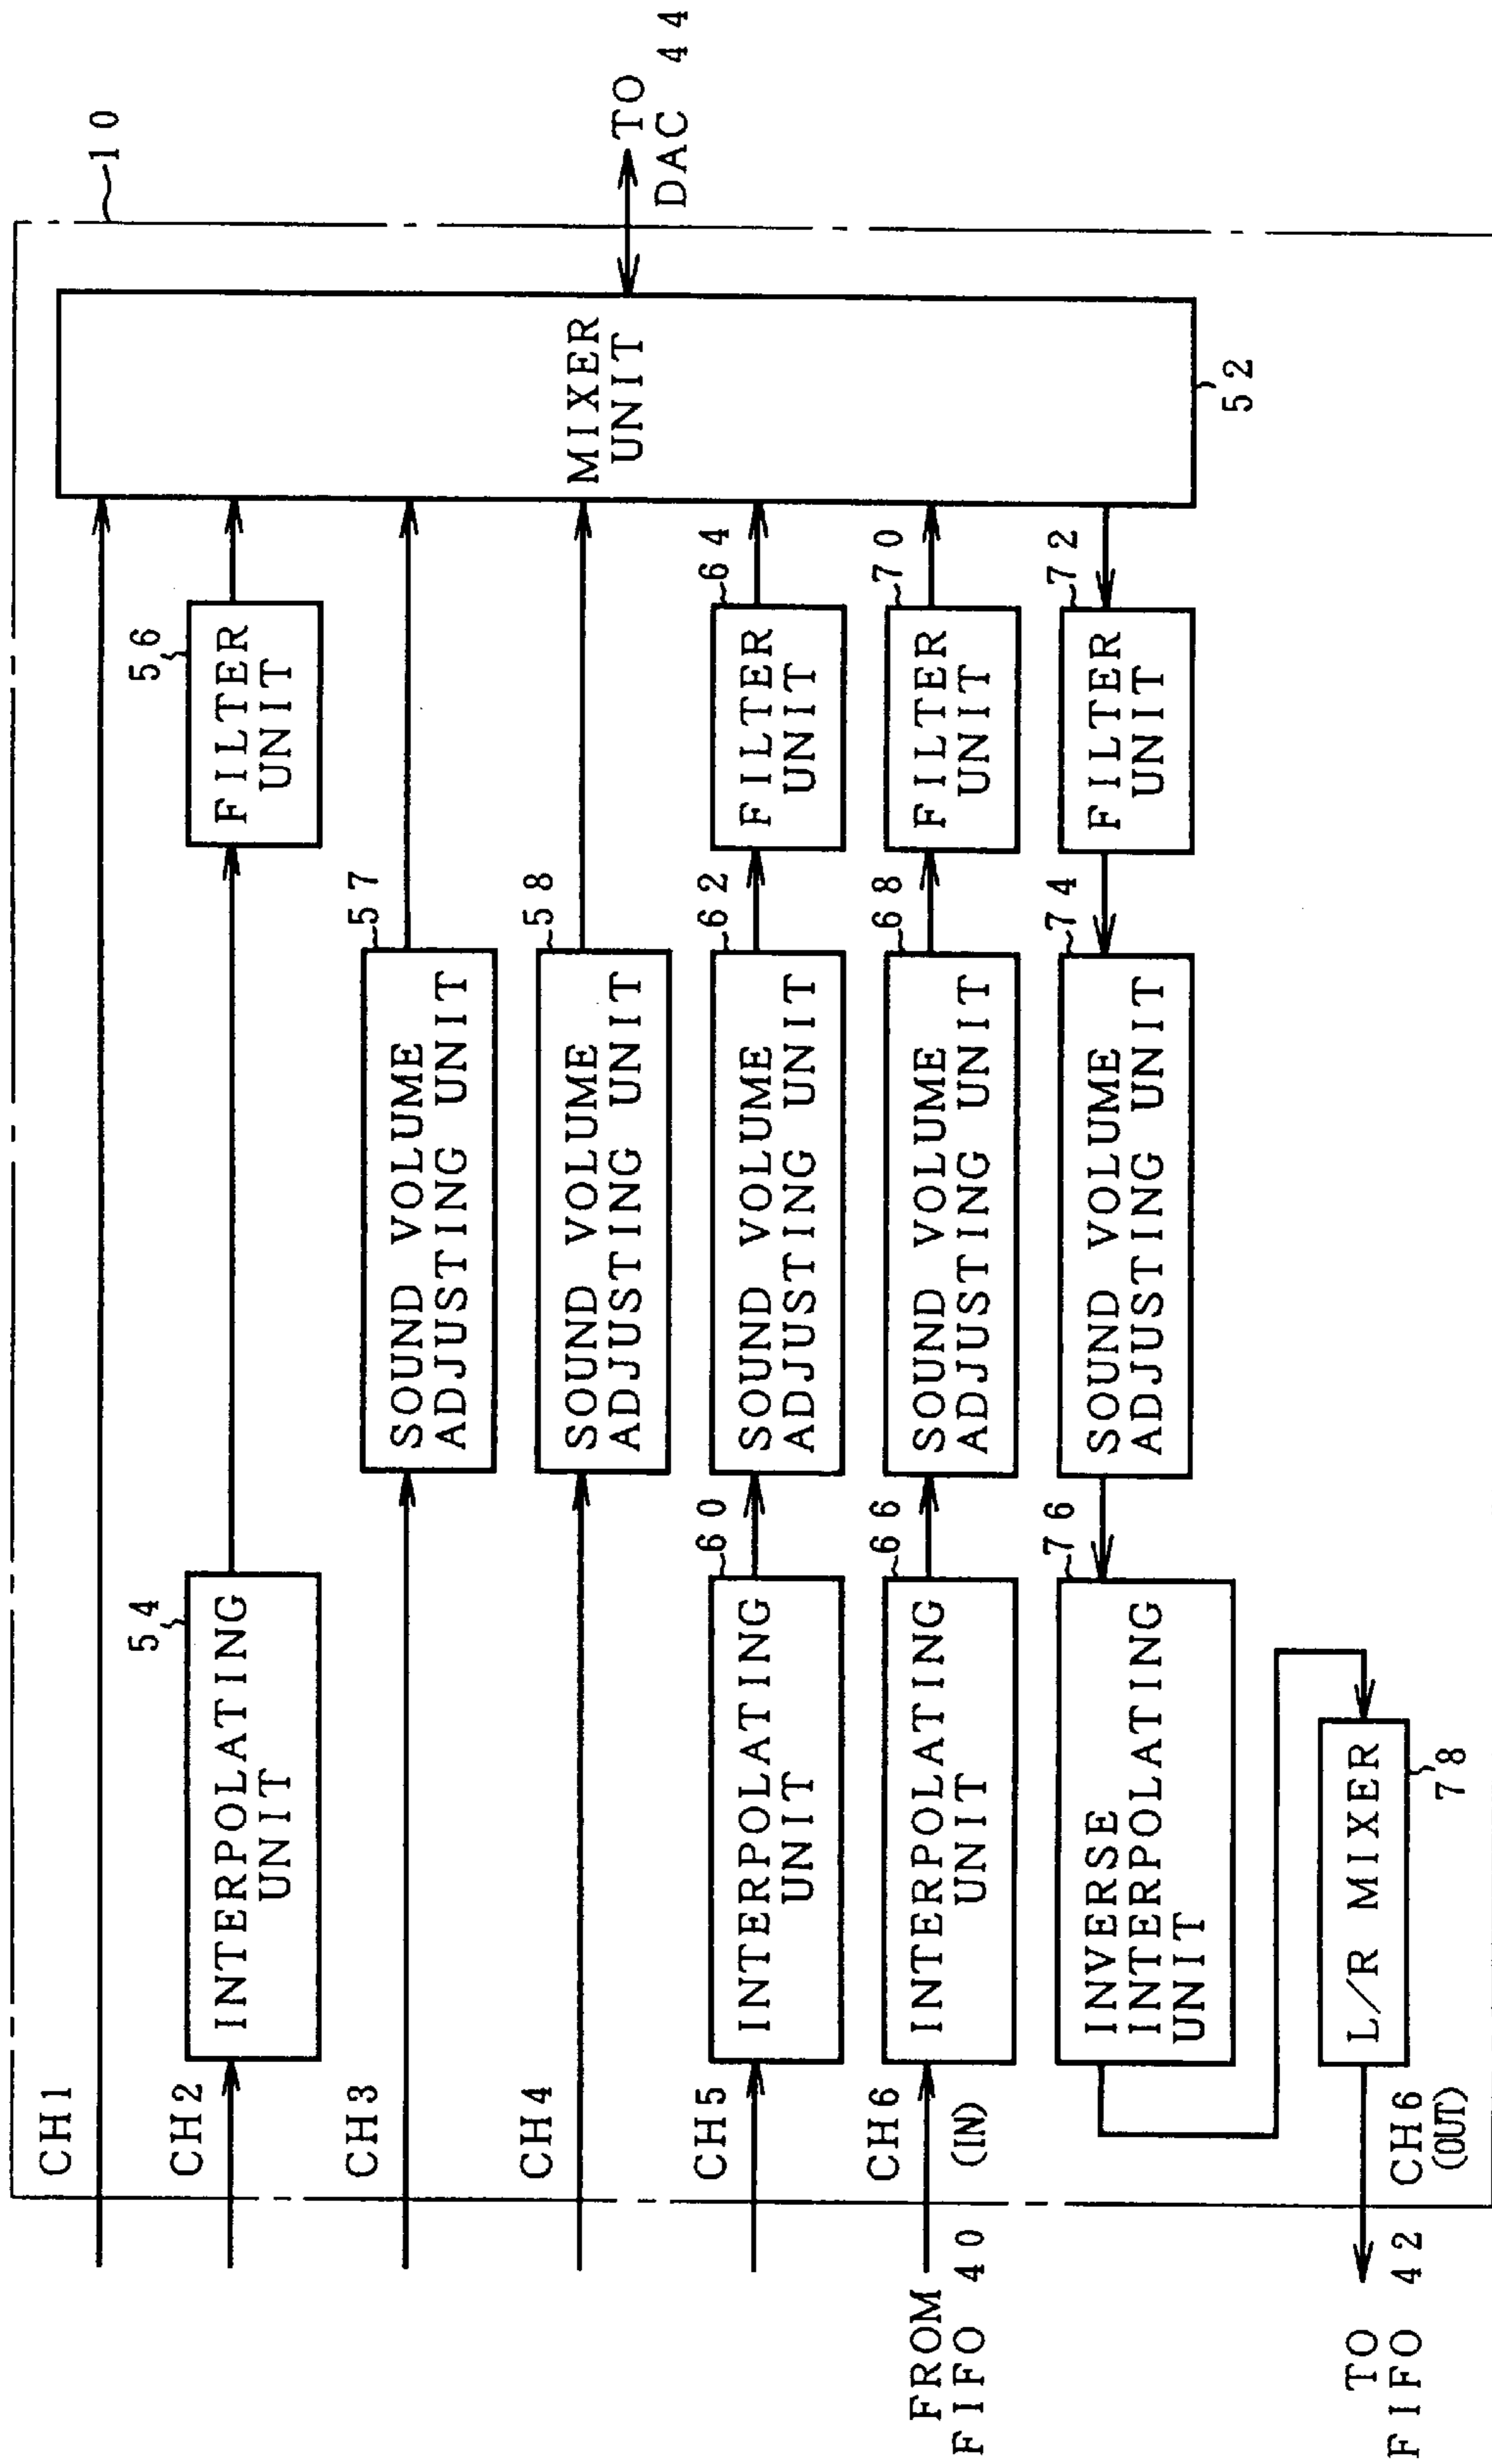 10
CH1
CH2
54
INTERPOLATING
UNIT
56
FILTER
UNIT
CH3
57
SOUND VOLUME
ADJUSTING UNIT
CH4
58
SOUND VOLUME
ADJUSTING UNIT
MIXER
UNIT
52
TO
DAC 44
CH5
60
INTERPOLATING
UNIT
62
SOUND VOLUME
ADJUSTING UNIT
64
FILTER
UNIT
FROM
FIFO 40
CH6
(IN)
66
INTERPOLATING
UNIT
68
SOUND VOLUME
ADJUSTING UNIT
70
FILTER
UNIT
76
INVERSE
INTERPOLATING
UNIT
74
SOUND VOLUME
ADJUSTING UNIT
72
FILTER
UNIT
L/R MIXER
78
TO
FIFO 42
CH6
(OUT)